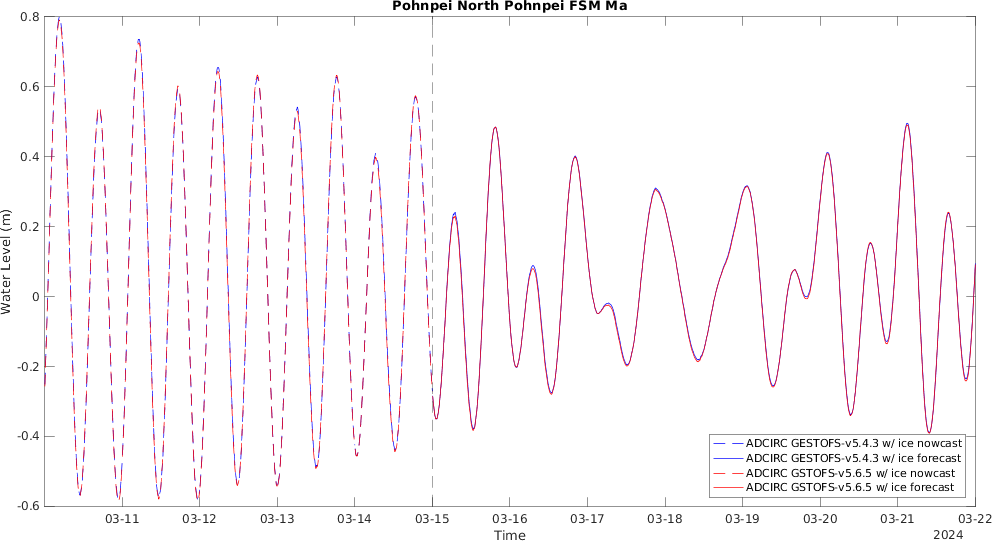 Pohnpei North Pohnpei FSM Ma
Water Level (m)
0.8
0.6
0.4
0.2
0
-0.2
-0.4
-0.6
ADCIRC GESTOFS-v5.4.3 w/ ice nowcast
ADCIRC GESTOFS-v5.4.3 w/ ice forecast
ADCIRC GSTOFS-v5.6.5 w/ ice nowcast
ADCIRC GSTOFS-v5.6.5 w/ ice forecast
03-11 03-12 03-13 03-14 03-15 03-16 03-17 03-18 03-19 03-20 03-21 03-22
Time
2024